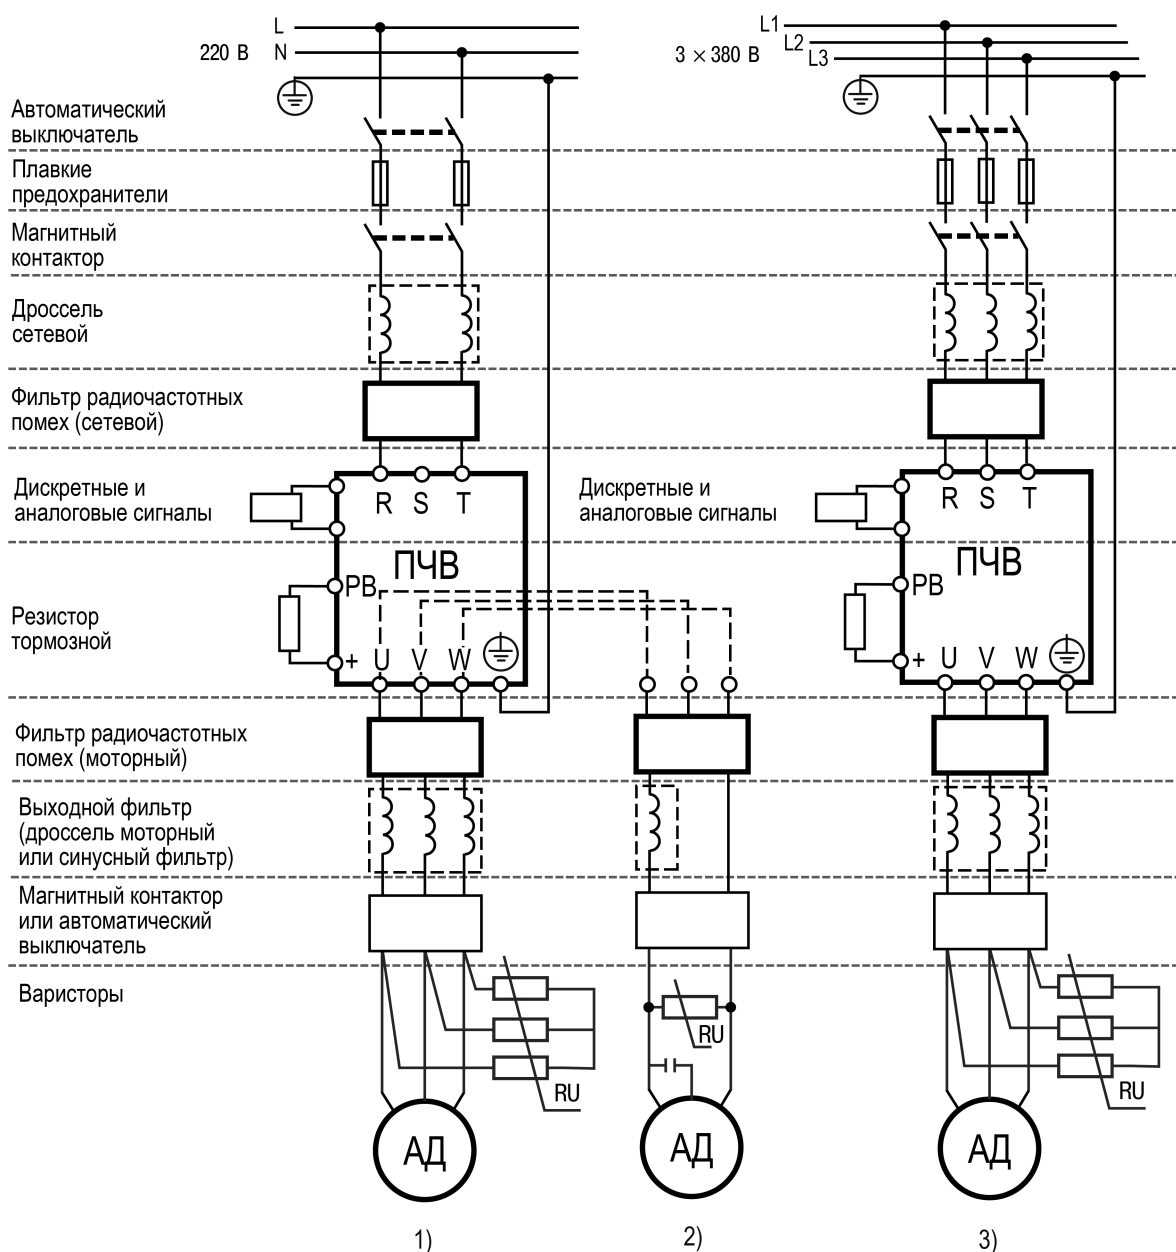 L
220 В N
L1
L2
3 × 380 В L3
Автоматический
выключатель
Плавкие
предохранители
Магнитный
контактор
Дроссель
сетевой
Фильтр радиочастотных
помех (сетевой)
Дискретные и
аналоговые сигналы
R S T
Дискретные и
аналоговые сигналы
R S T
ПЧВ
ПЧВ
PB
PB
Резистор
тормозной
+ U V W
+ U V W
Фильтр радиочастотных
помех (моторный)
Выходной фильтр
(дроссель моторный
или синусный фильтр)
Магнитный контактор
или автоматический
выключатель
Варисторы
RU
RU
RU
АД
АД
АД
1)
2)
3)